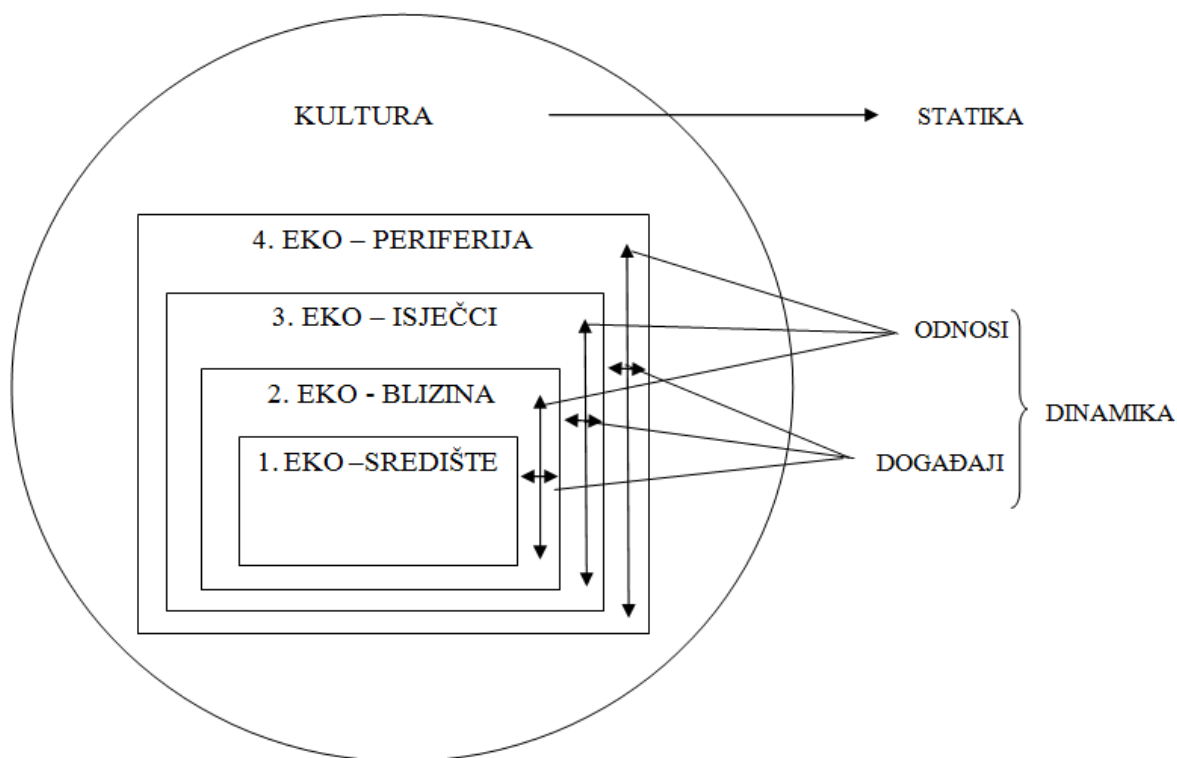 KULTURA
STATIKA
4. EKO – PERIFERIJA
3. EKO – ISJEČCI
ODNOSI
2. EKO - BLIZINA
DINAMIKA
1. EKO –SREDIŠTE
DOGAĐAJI